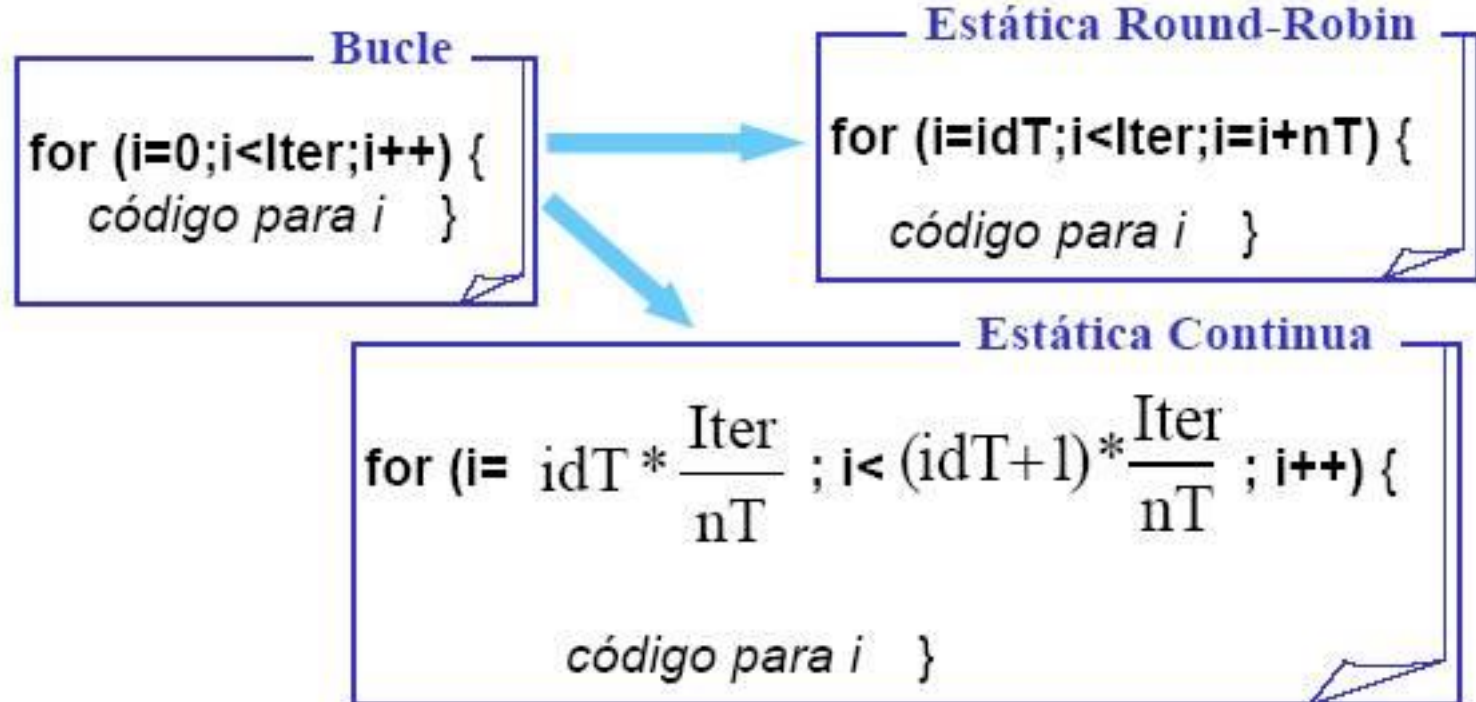 Bucle
for (i=0;i<Iter;i++) {
código para i }
Estática Round-Robin
for (i=idT;i<Iter;i=i+nT) {
código para i }
Estática Continua
for (i= idT * Iter/nT ; i< (idT+1)* Iter/nT ; i++) {
código para i }